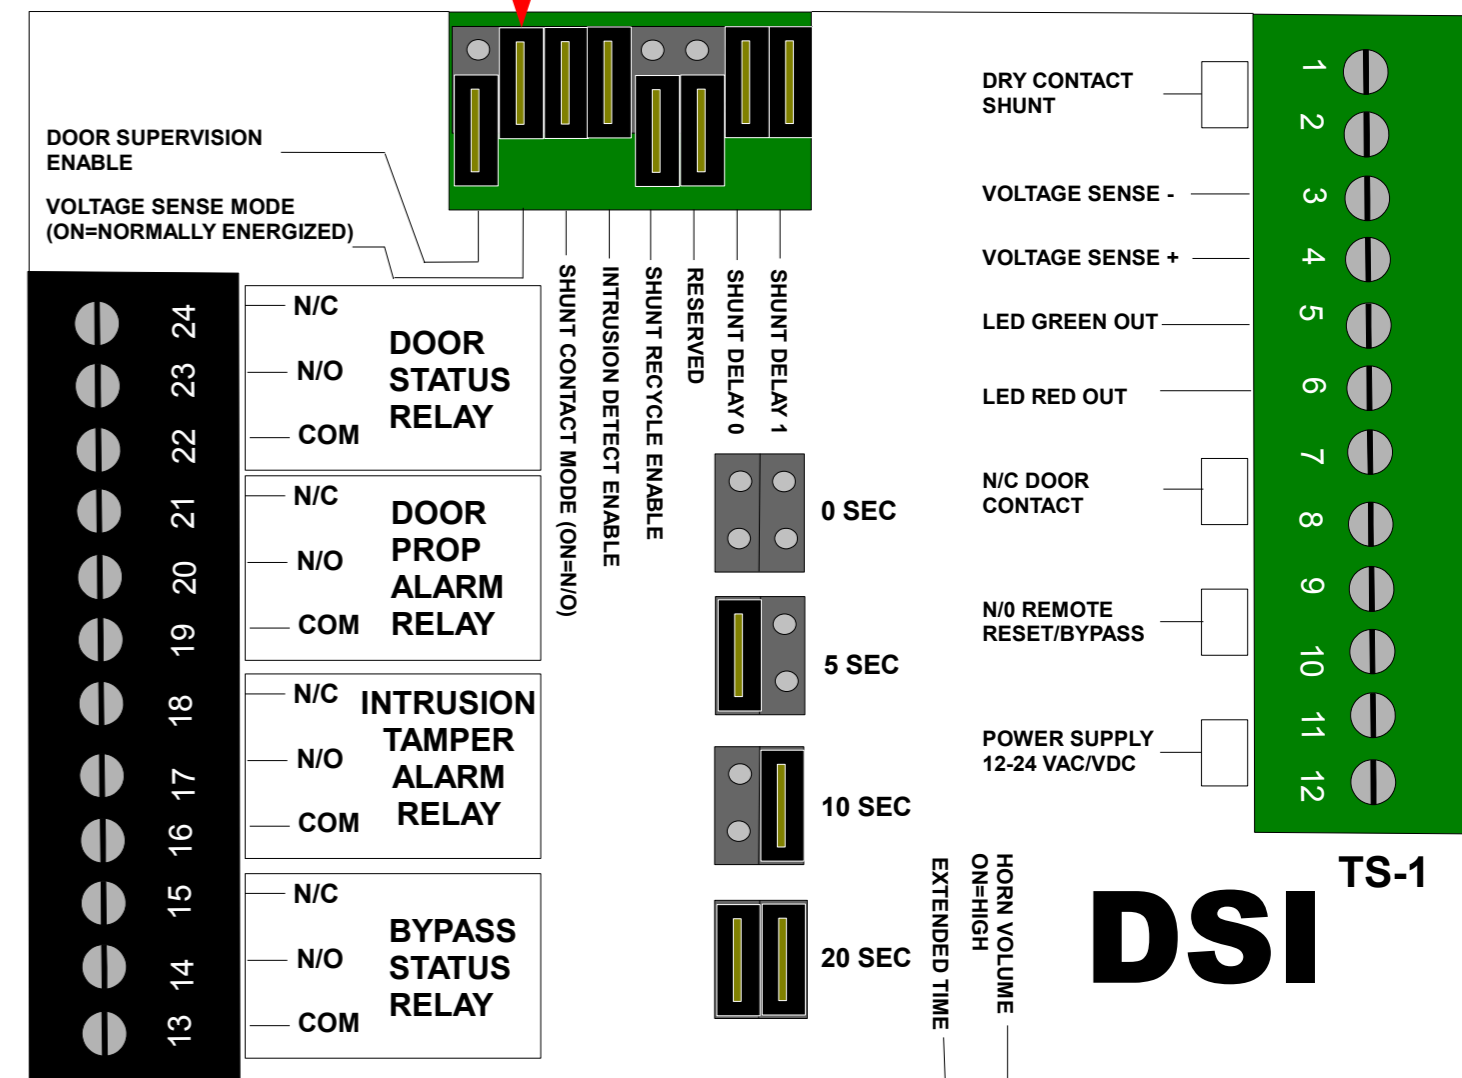 DOOR SUPERVISION
ENABLE
VOLTAGE SENSE MODE
(ON=NORMALLY ENERGIZED)
SHUNT CONTACT MODE (ON=N/O)
INTRUSION DETECT ENABLE
SHUNT RECYCLE ENABLE
RESERVED
SHUNT DELAY 0
SHUNT DELAY 1
24
23
22
21
20
19
18
17
16
15
14
13
N/C
N/O
COM
DOOR
STATUS
RELAY
N/C
N/O
COM
DOOR
PROP
ALARM
RELAY
N/C
N/O
COM
INTRUSION
TAMPER
ALARM
RELAY
N/C
N/O
COM
BYPASS
STATUS
RELAY
0 SEC
5 SEC
10 SEC
20 SEC
DRY CONTACT
SHUNT
VOLTAGE SENSE -
VOLTAGE SENSE +
LED GREEN OUT
LED RED OUT
N/C DOOR
CONTACT
N/0 REMOTE
RESET/BYPASS
POWER SUPPLY
12-24 VAC/VDC
1
2
3
4
5
6
7
8
9
10
11
12
TS-1
DSI
HORN VOLUME
ON=HIGH
EXTENDED TIME